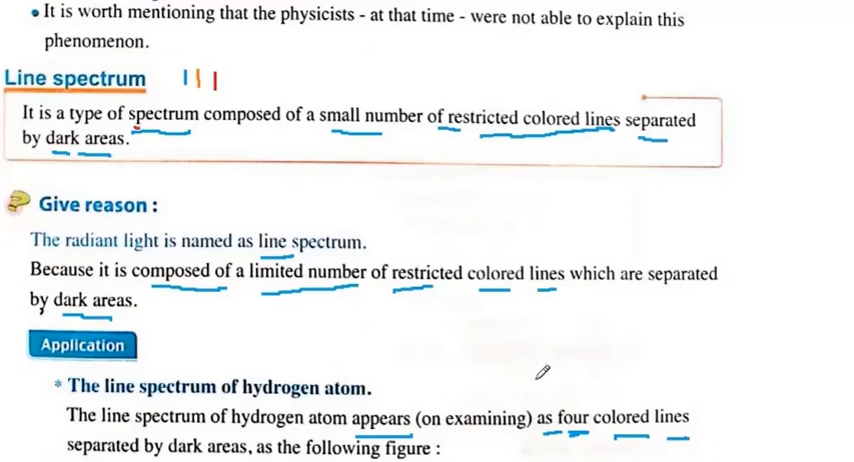 • It is worth mentioning that the physicists - at that time - were not able to explain this
phenomenon.
Line spectrum
It is a type of spectrum composed of a small number of restricted colored lines separated
by dark areas.
Give reason :
The radiant light is named as line spectrum.
Because it is composed of a limited number of restricted colored lines which are separated
by dark areas.
Application
* The line spectrum of hydrogen atom.
The line spectrum of hydrogen atom appears (on examining) as four colored lines
separated by dark areas, as the following figure :